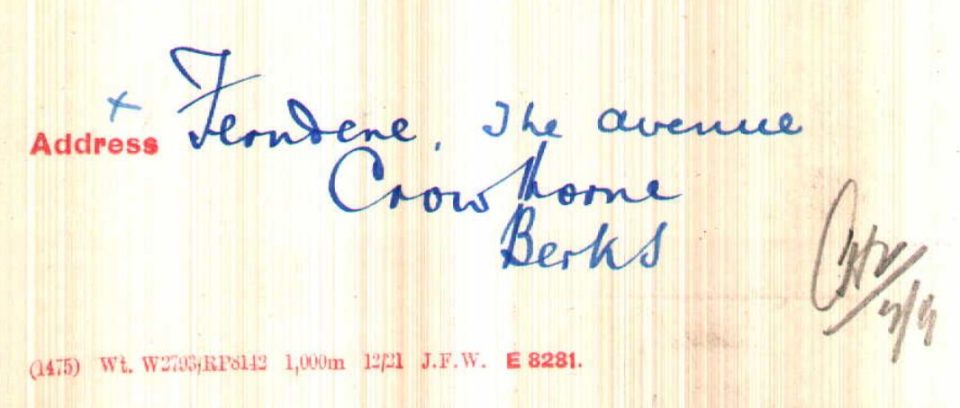 x
Address Ferndene, The avenue
Crowthorne
Berks
(1475) Wt. W2793/RP8142 1,000m 12/21 J.F.W. E 8281.